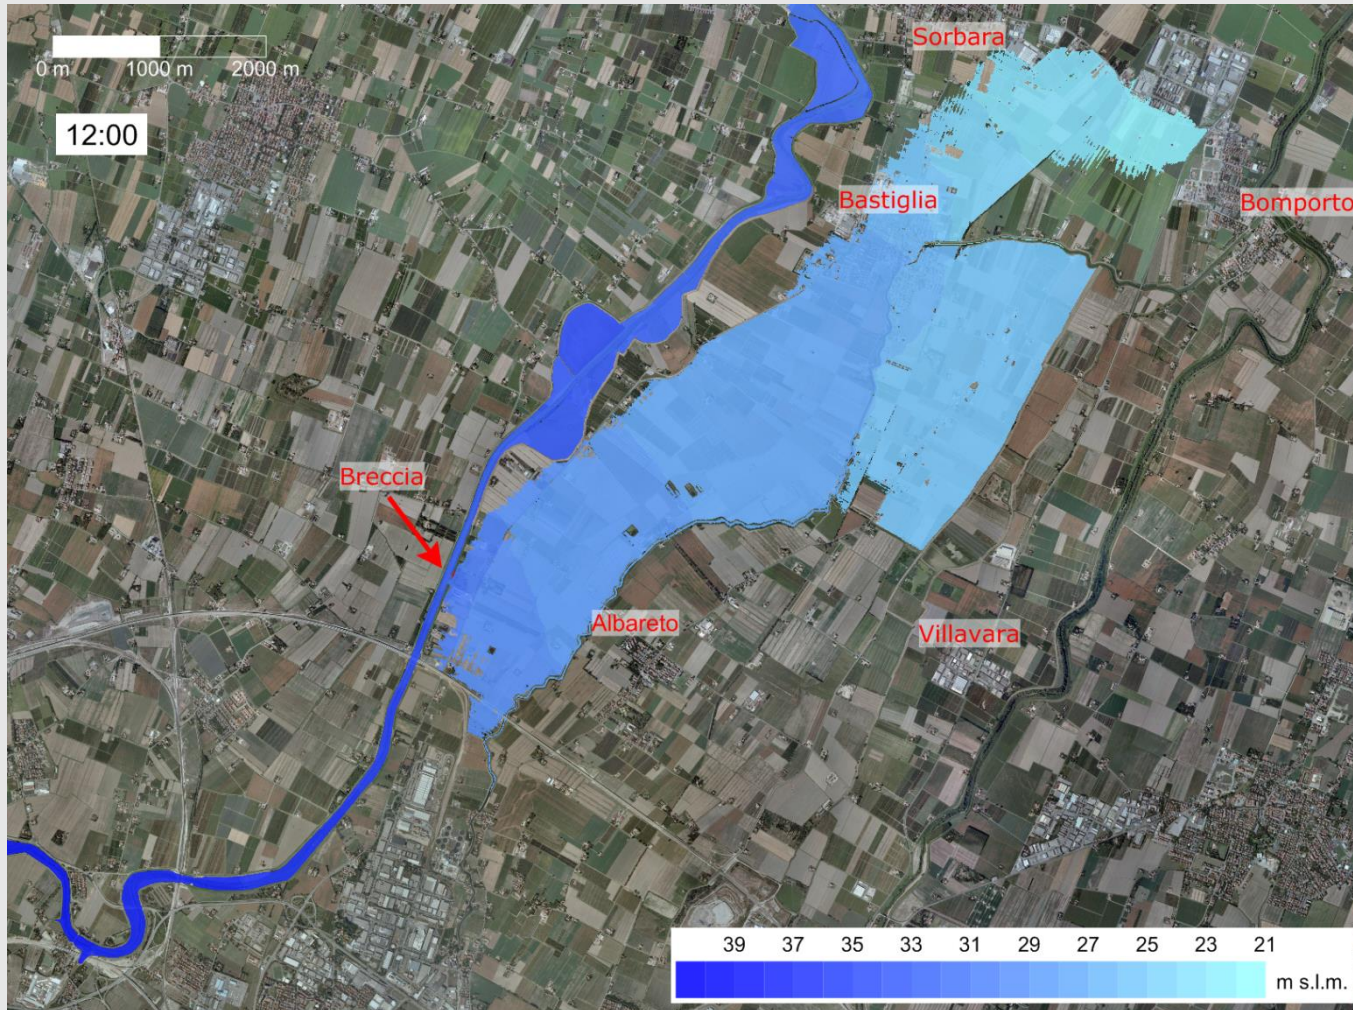 Sorbara
0 m 1000 m 2000 m
12:00
Bastiglia
Bomporto
Breccia
Albareto
Villavara
39 37 35 33 31 29 27 25 23 21
m s.l.m.